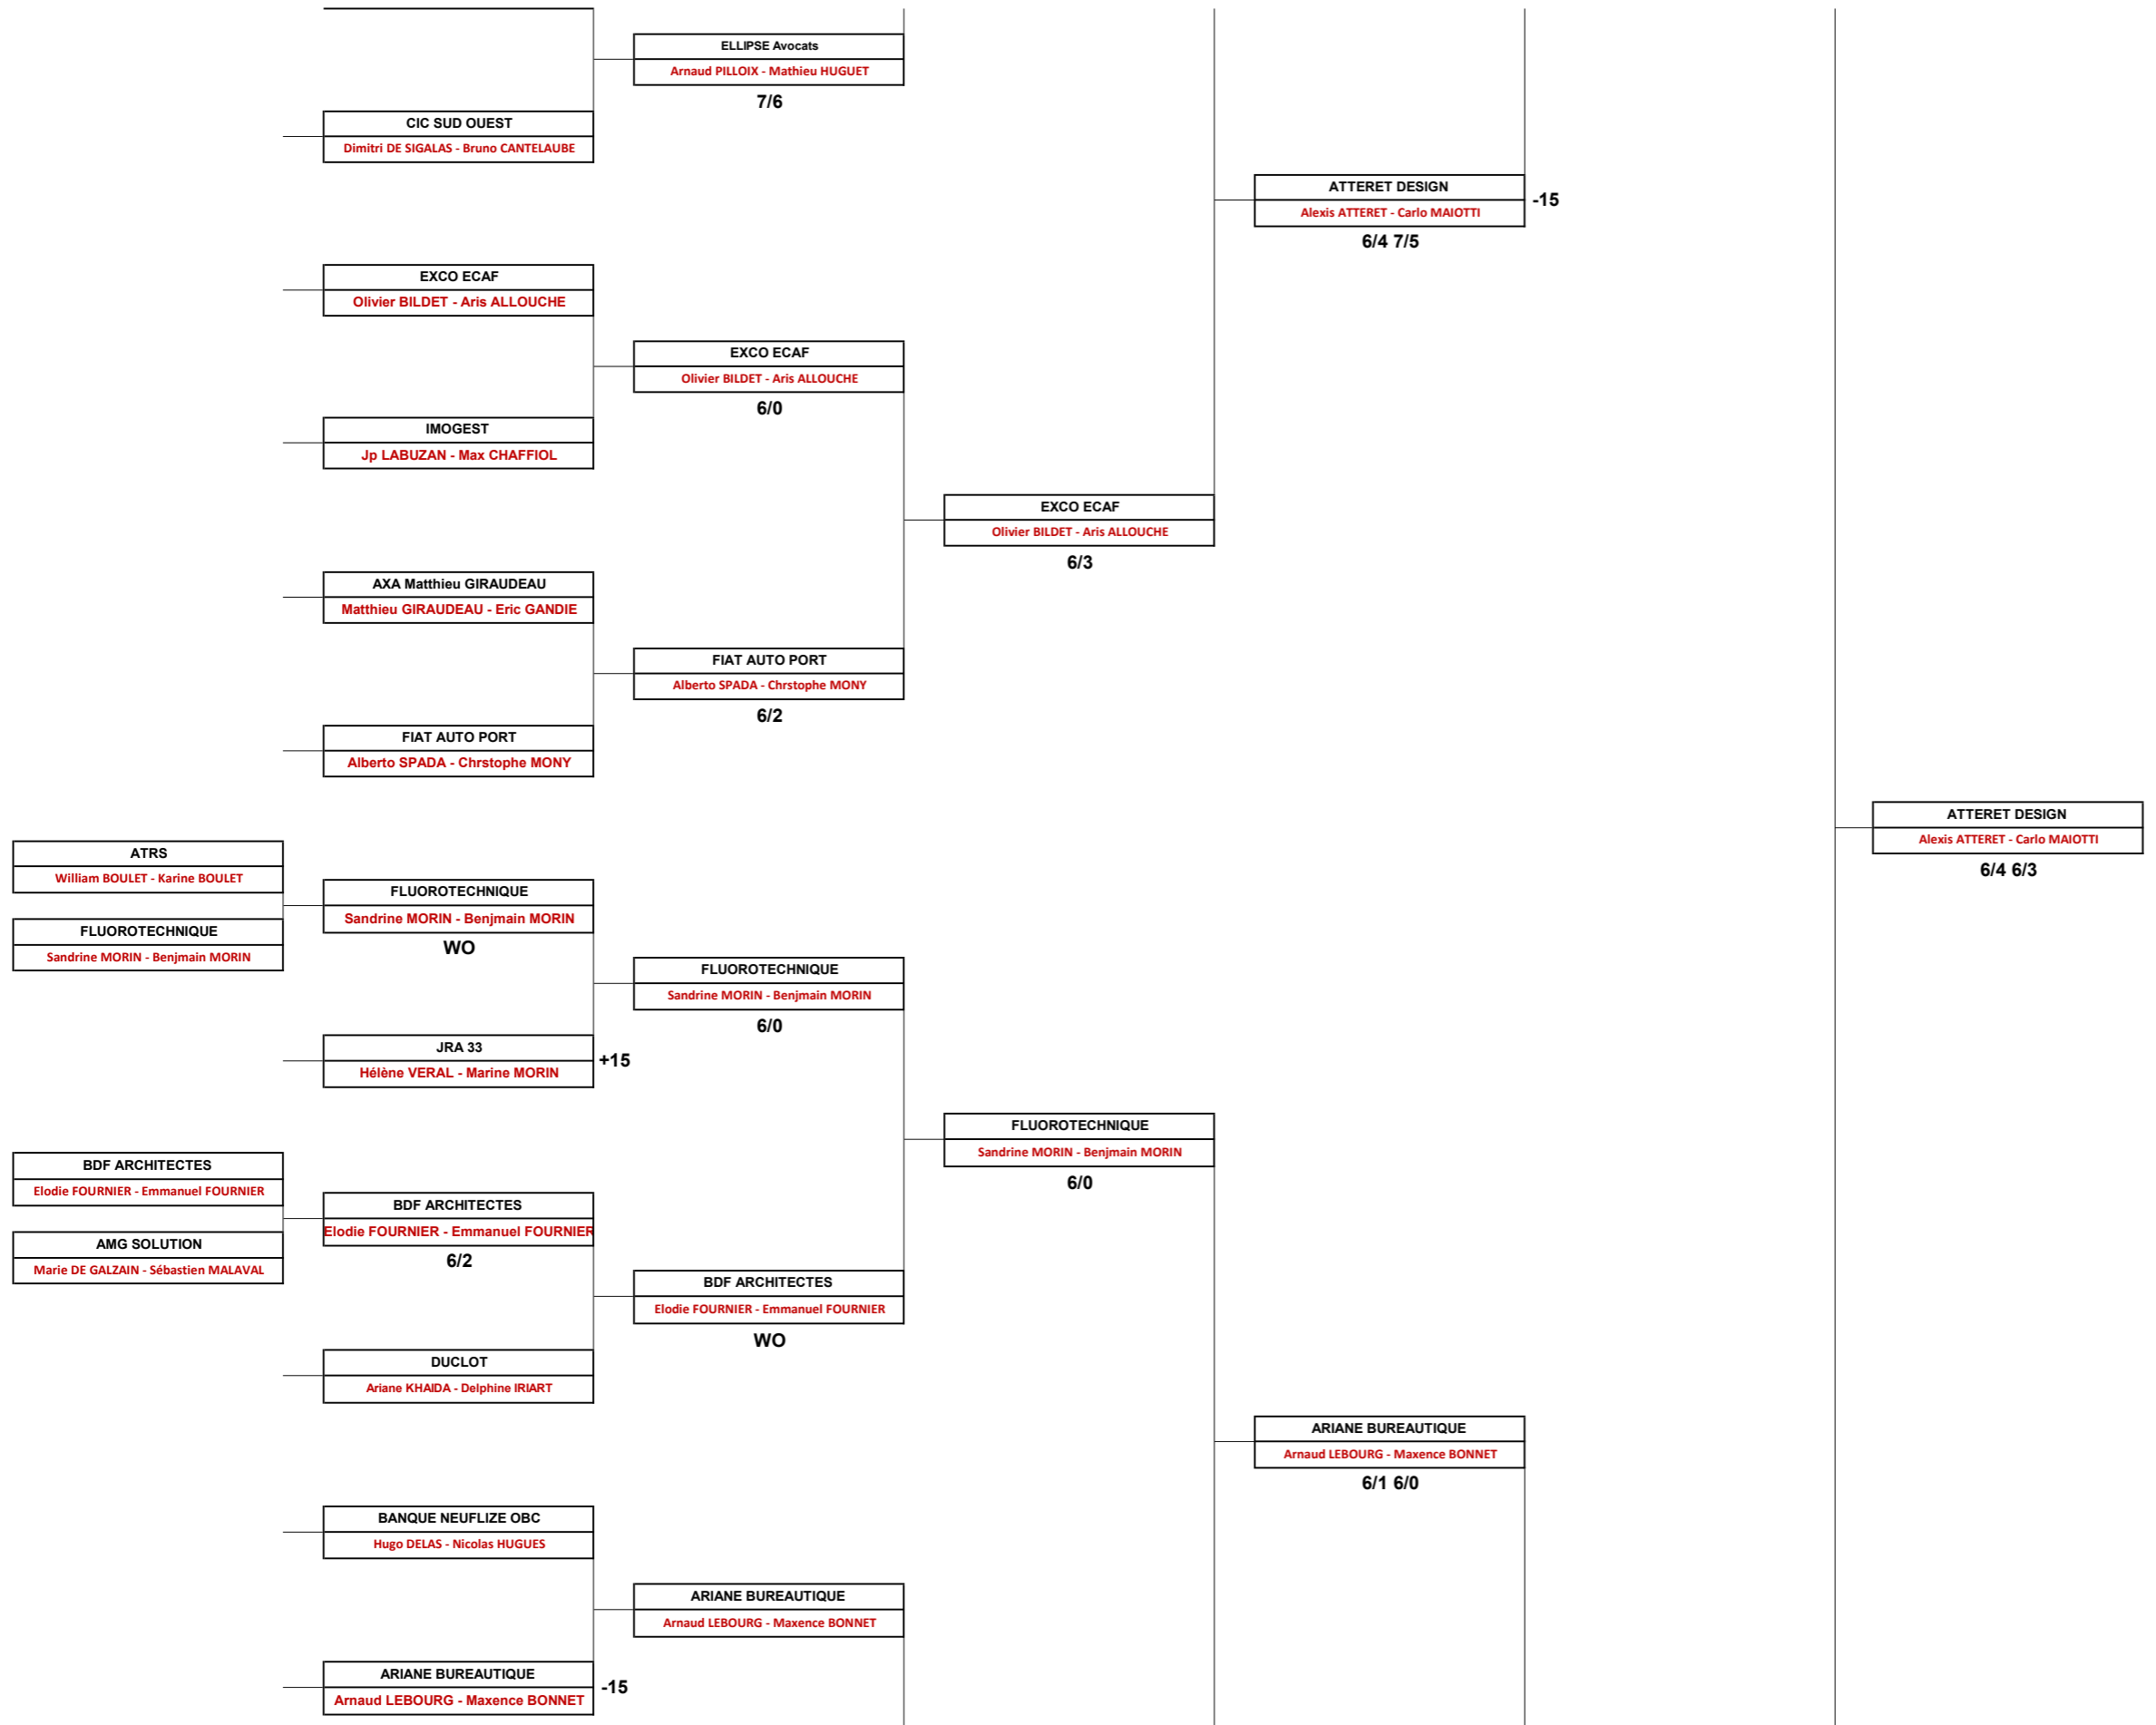 ELLIPSE Avocats
Arnaud PILLOIX - Mathieu HUGUET
7/6
CIC SUD OUEST
Dimitri DE SIGALAS - Bruno CANTELAUBE
ATTERET DESIGN
Alexis ATTERET - Carlo MAIOTTI
-15
6/4 7/5
EXCO ECAF
Olivier BILDET - Aris ALLOUCHE
EXCO ECAF
Olivier BILDET - Aris ALLOUCHE
6/0
IMOGEST
Jp LABUZAN - Max CHAFFIOL
EXCO ECAF
Olivier BILDET - Aris ALLOUCHE
6/3
AXA Matthieu GIRAUDEAU
Matthieu GIRAUDEAU - Eric GANDIE
FIAT AUTO PORT
Alberto SPADA - Chrstophe MONY
6/2
FIAT AUTO PORT
Alberto SPADA - Chrstophe MONY
ATTERET DESIGN
Alexis ATTERET - Carlo MAIOTTI
6/4 6/3
ATRS
William BOULET - Karine BOULET
FLUOROTECHNIQUE
Sandrine MORIN - Benjmain MORIN
WO
FLUOROTECHNIQUE
Sandrine MORIN - Benjmain MORIN
FLUOROTECHNIQUE
Sandrine MORIN - Benjmain MORIN
6/0
JRA 33
Hélène VERAL - Marine MORIN
+15
FLUOROTECHNIQUE
Sandrine MORIN - Benjmain MORIN
6/0
BDF ARCHITECTES
Elodie FOURNIER - Emmanuel FOURNIER
BDF ARCHITECTES
Elodie FOURNIER - Emmanuel FOURNIER
6/2
AMG SOLUTION
Marie DE GALZAIN - Sébastien MALAVAL
BDF ARCHITECTES
Elodie FOURNIER - Emmanuel FOURNIER
WO
DUCLOT
Ariane KHAIDA - Delphine IRIART
ARIANE BUREAUTIQUE
Arnaud LEBOURG - Maxence BONNET
6/1 6/0
BANQUE NEUFLIZE OBC
Hugo DELAS - Nicolas HUGUES
ARIANE BUREAUTIQUE
Arnaud LEBOURG - Maxence BONNET
ARIANE BUREAUTIQUE
Arnaud LEBOURG - Maxence BONNET
-15